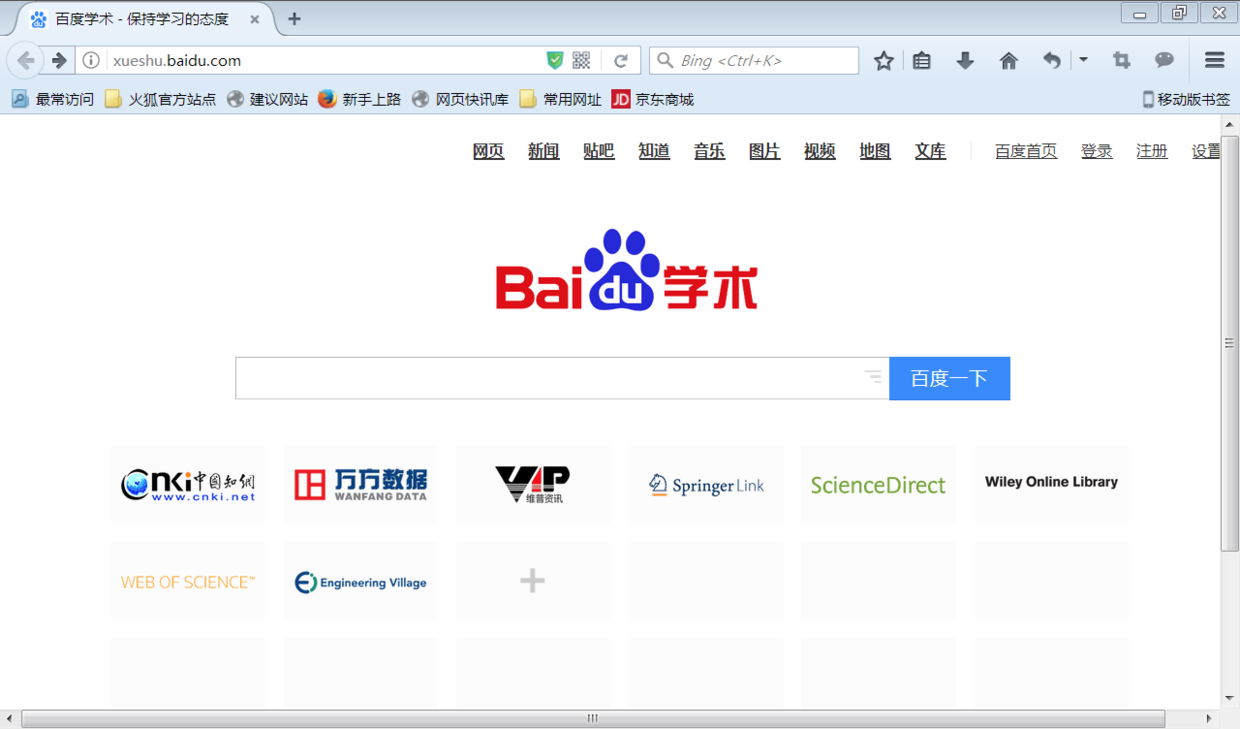 百度学术 - 保持学习的态度
xueshu.baidu.com
Bing <Ctrl+K>
最常访问 火狐官方站点 建议网站 新手上路 网页快讯库 常用网址 JD 京东商城 移动版书签
网页 新闻 贴吧 知道 音乐 图片 视频 地图 文库 百度首页 登录 注册 设置
Bai du 学术
百度一下
cnki 中国知网
www.cnki.net
万方数据
WANFANG DATA
VIP
维普资讯
Springer Link
ScienceDirect
Wiley Online Library
WEB OF SCIENCE™
Engineering Village